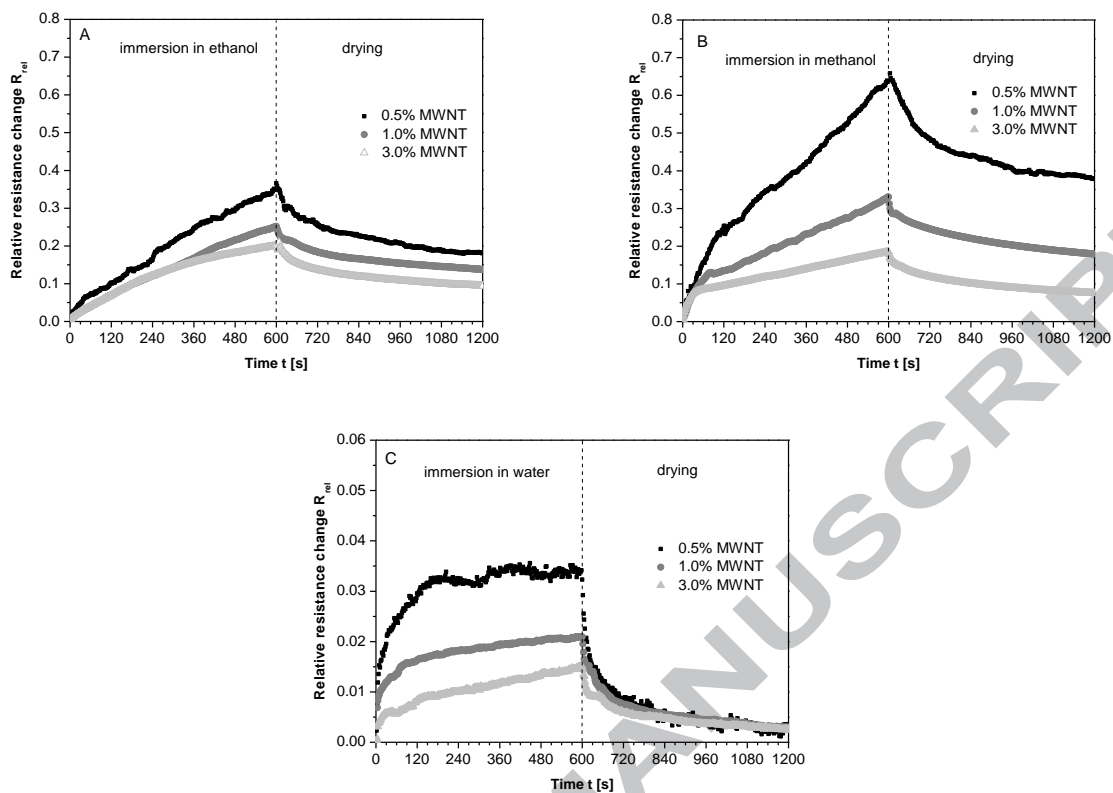 A
immersion in ethanol
drying
0.5% MWNT
1.0% MWNT
3.0% MWNT
Relative resistance change R_rel
0.8
0.7
0.6
0.5
0.4
0.3
0.2
0.1
0.0
0 120 240 360 480 600 720 840 960 1080 1200
Time t [s]
B
immersion in methanol
drying
0.5% MWNT
1.0% MWNT
3.0% MWNT
Relative resistance change R_rel
0.8
0.7
0.6
0.5
0.4
0.3
0.2
0.1
0.0
0 120 240 360 480 600 720 840 960 1080 1200
Time t [s]
C
immersion in water
drying
0.5% MWNT
1.0% MWNT
3.0% MWNT
Relative resistance change R_rel
0.06
0.05
0.04
0.03
0.02
0.01
0.00
0 120 240 360 480 600 720 840 960 1080 1200
Time t [s]
ANUSCRIP